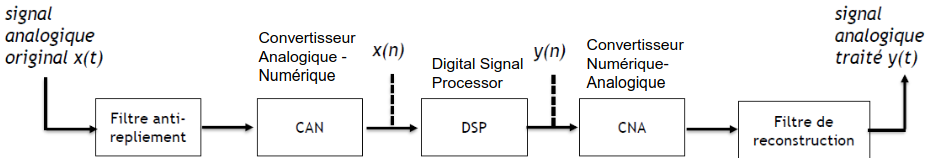 signal
analogique
original x(t)
Convertisseur
Analogique -
Numérique
x(n)
Digital Signal
Processor
y(n)
Convertisseur
Numérique-
Analogique
signal
analogique
traité y(t)
Filtre anti-
repliement
CAN
DSP
CNA
Filtre de
reconstruction